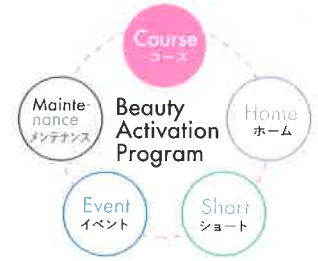 Course
コース
Mainte-
nance
メンテナンス
Beauty
Activation
Program
Home
ホーム
Event
イベント
Short
ショート